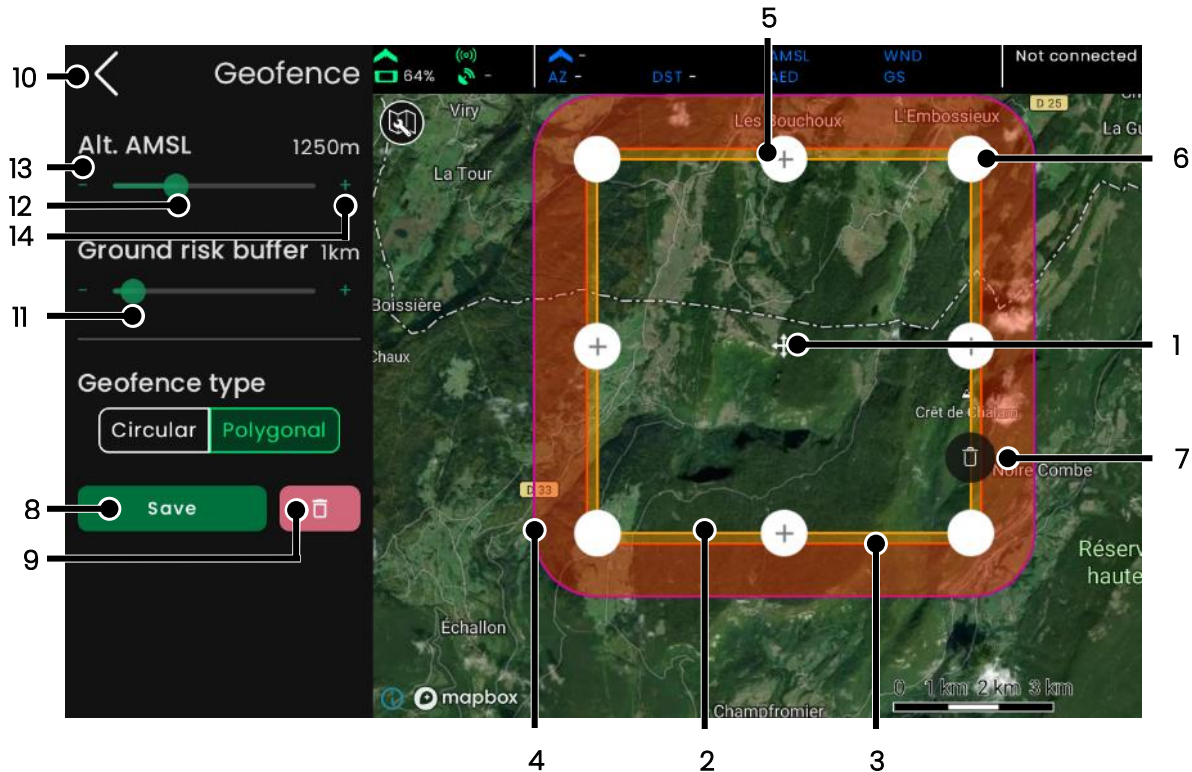 5
10
Geofence
64%
-
-
AZ -
DST -
AMSL
AED
WND
GS
Not connected
Viry
Les Bouchoux
L'Embossieux
D 25
La Gu
13
Alt. AMSL
1250m
-
+
12
14
La Tour
6
Ground risk buffer
1km
-
+
11
Boissière
Chaux
1
Geofence type
Circular
Polygonal
Crêt de Chalam
7
Noire Combe
8
Save
9
D 33
Réserv
haute
Échallon
mapbox
0
1 km
2 km
3 km
Champfromier
4
2
3